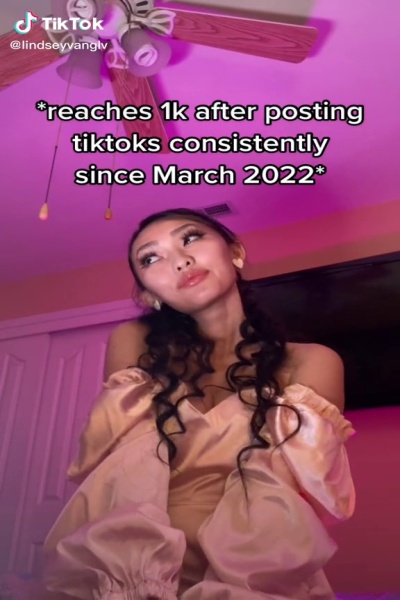 TikTok
@lindseyvanglv
*reaches 1k after posting
tiktoks consistently
since March 2022*